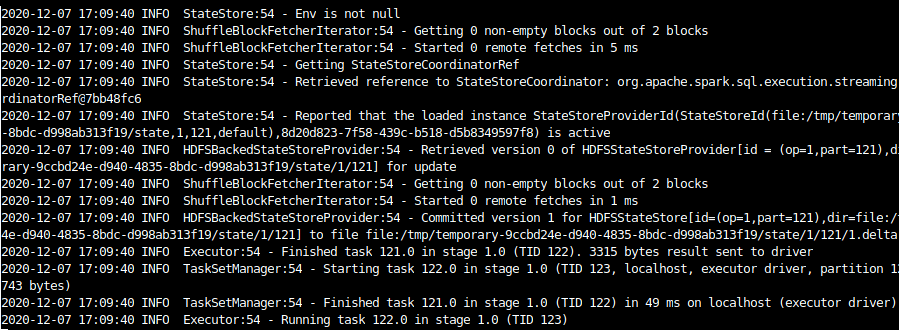 2020-12-07 17:09:40 INFO  StateStore:54 - Env is not null
2020-12-07 17:09:40 INFO  ShuffleBlockFetcherIterator:54 - Getting 0 non-empty blocks out of 2 blocks
2020-12-07 17:09:40 INFO  ShuffleBlockFetcherIterator:54 - Started 0 remote fetches in 5 ms
2020-12-07 17:09:40 INFO  StateStore:54 - Getting StateStoreCoordinatorRef
2020-12-07 17:09:40 INFO  StateStore:54 - Retrieved reference to StateStoreCoordinator: org.apache.spark.sql.execution.streaming
rdinatorRef@7bb48fc6
2020-12-07 17:09:40 INFO  StateStore:54 - Reported that the loaded instance StateStoreProviderId(StateStoreId(file:/tmp/temporary
-8bdc-d998ab313f19/state,1,121,default),8d20d823-7f58-439c-b518-d5b8349597f8) is active
2020-12-07 17:09:40 INFO  HDFSBackedStateStoreProvider:54 - Retrieved version 0 of HDFSStateStoreProvider[id = (op=1,part=121),di
rary-9ccbd24e-d940-4835-8bdc-d998ab313f19/state/1/121] for update
2020-12-07 17:09:40 INFO  ShuffleBlockFetcherIterator:54 - Getting 0 non-empty blocks out of 2 blocks
2020-12-07 17:09:40 INFO  ShuffleBlockFetcherIterator:54 - Started 0 remote fetches in 1 ms
2020-12-07 17:09:40 INFO  HDFSBackedStateStoreProvider:54 - Committed version 1 for HDFSStateStore[id=(op=1,part=121),dir=file:/
4e-d940-4835-8bdc-d998ab313f19/state/1/121] to file file:/tmp/temporary-9ccbd24e-d940-4835-8bdc-d998ab313f19/state/1/121/1.delta
2020-12-07 17:09:40 INFO  Executor:54 - Finished task 121.0 in stage 1.0 (TID 122). 3315 bytes result sent to driver
2020-12-07 17:09:40 INFO  TaskSetManager:54 - Starting task 122.0 in stage 1.0 (TID 123, localhost, executor driver, partition 12
743 bytes)
2020-12-07 17:09:40 INFO  TaskSetManager:54 - Finished task 121.0 in stage 1.0 (TID 122) in 49 ms on localhost (executor driver)
2020-12-07 17:09:40 INFO  Executor:54 - Running task 122.0 in stage 1.0 (TID 123)